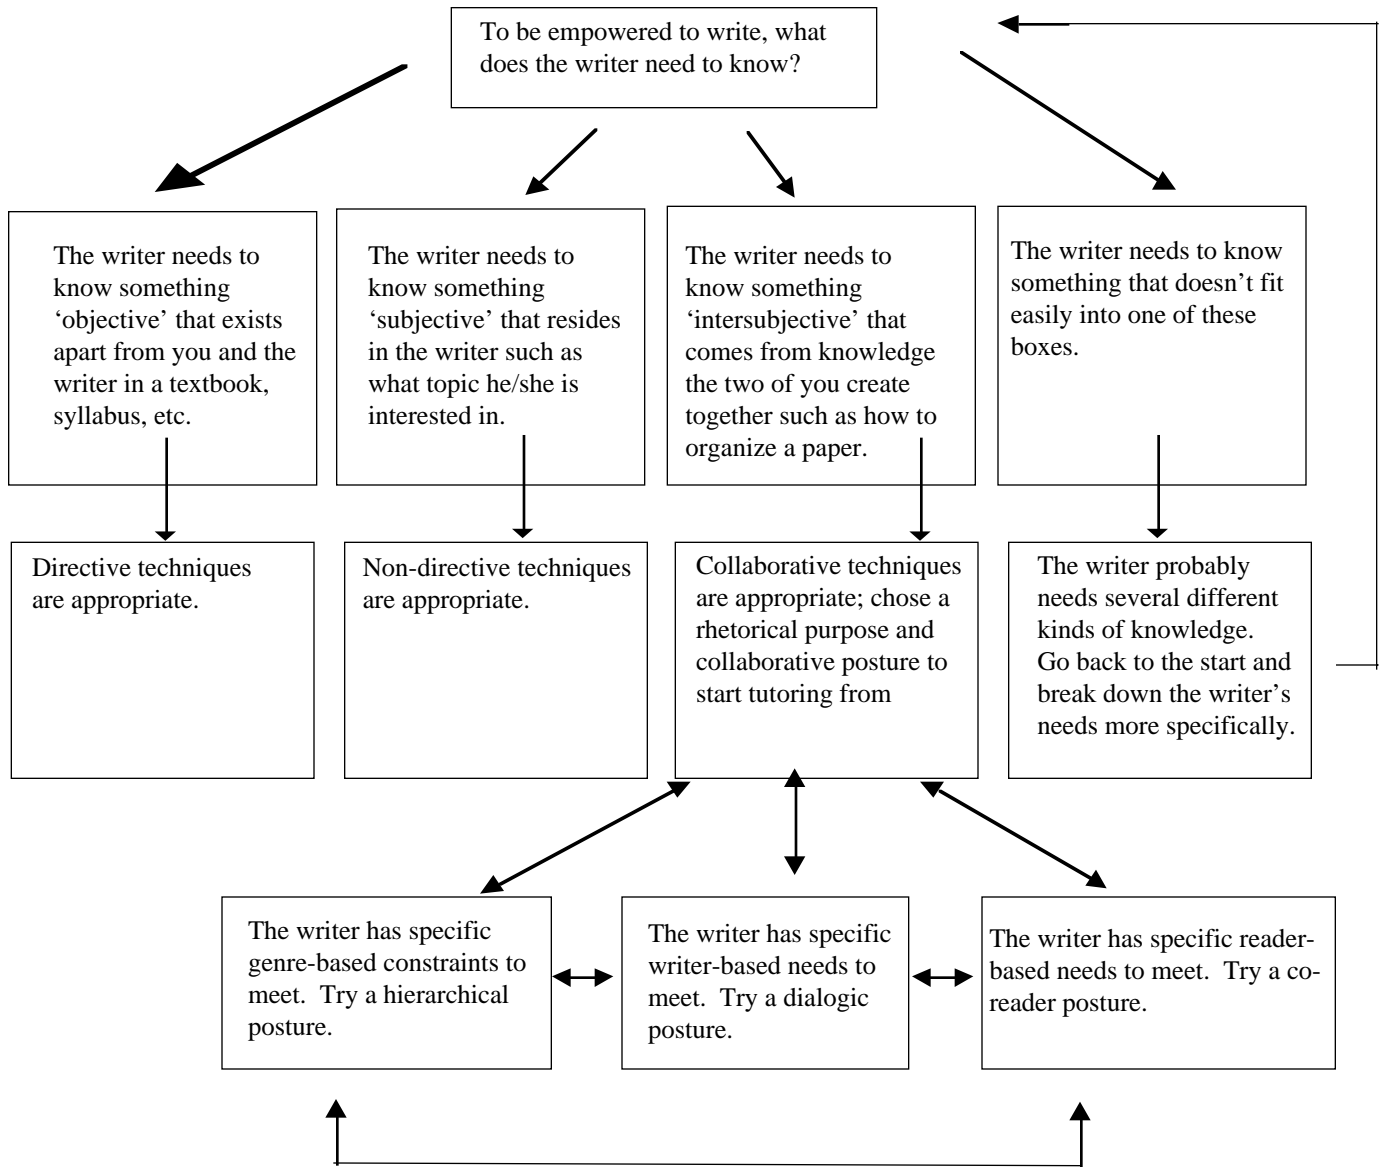 To be empowered to write, what
does the writer need to know?
The writer needs to
know something
‘objective’ that exists
apart from you and the
writer in a textbook,
syllabus, etc.
The writer needs to
know something
‘subjective’ that resides
in the writer such as
what topic he/she is
interested in.
The writer needs to
know something
‘intersubjective’ that
comes from knowledge
the two of you create
together such as how to
organize a paper.
The writer needs to know
something that doesn’t fit
easily into one of these
boxes.
Directive techniques
are appropriate.
Non-directive techniques
are appropriate.
Collaborative techniques
are appropriate; chose a
rhetorical purpose and
collaborative posture to
start tutoring from
The writer probably
needs several different
kinds of knowledge.
Go back to the start and
break down the writer’s
needs more specifically.
The writer has specific
genre-based constraints to
meet.  Try a hierarchical
posture.
The writer has specific
writer-based needs to
meet.  Try a dialogic
posture.
The writer has specific reader-
based needs to meet.  Try a co-
reader posture.